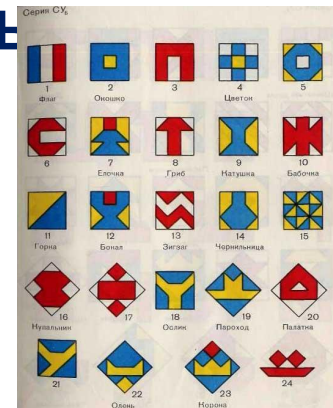 Серия СУ₆
ь
1 2 3 4 5
Флаг Окошко Цветок
6 7 8 9 10
Елочка Гриб Катушка Бабочка
11 12 13 14 15
Горка Бокал Зигзаг Чернильница
16 17 18 19 20
Купальник Ослик Пароход Палатка
21 22 23 24
Олень Корона